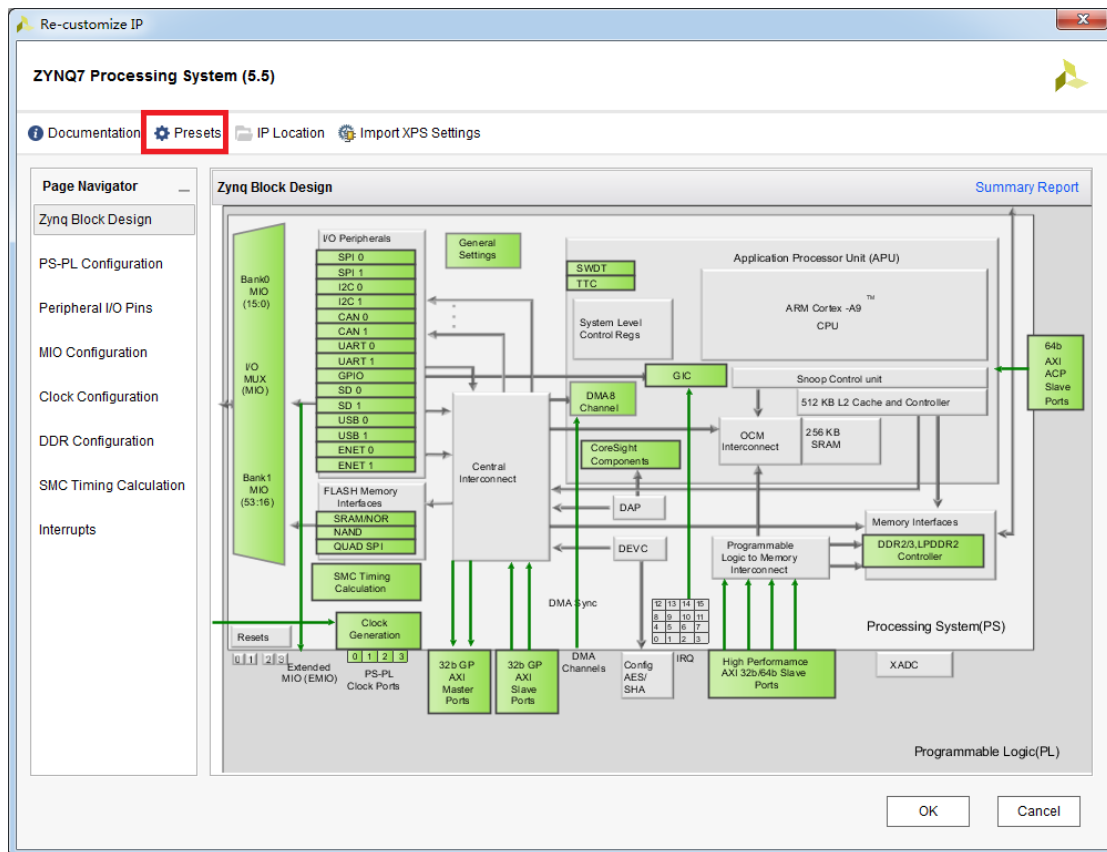 Re-customize IP
ZYNQ7 Processing System (5.5)
Documentation Presets IP Location Import XPS Settings
Page Navigator
Zynq Block Design
PS-PL Configuration
Peripheral I/O Pins
MIO Configuration
Clock Configuration
DDR Configuration
SMC Timing Calculation
Interrupts
Zynq Block Design
Summary Report
Bank0
MIO
(15:0)
I/O
MUX
(MIO)
Bank1
MIO
(53:16)
I/O Peripherals
SPI 0
SPI 1
I2C 0
I2C 1
CAN 0
CAN 1
UART 0
UART 1
GPIO
SD 0
SD 1
USB 0
USB 1
ENET 0
ENET 1
FLASH Memory
Interfaces
SRAM/NOR
NAND
QUAD SPI
SMC Timing
Calculation
General
Settings
Application Processor Unit (APU)
SWDT
TTC
System Level
Control Regs
ARM Cortex -A9 TM
CPU
GIC
Snoop Control unit
512 KB L2 Cache and Controller
DMA8
Channel
OCM
Interconnect
256 KB
SRAM
CoreSight
Components
Central
Interconnect
DAP
DEVC
Programmable
Logic to Memory
Interconnect
Memory Interfaces
DDR2/3,LPDDR2
Controller
64b
AXI
ACP
Slave
Ports
Resets
0 1 2 3
Clock
Generation
0 1 2 3
Extended
MIO (EMIO)
PS-PL
Clock Ports
32b GP
AXI
Master
Ports
32b GP
AXI
Slave
Ports
DMA Sync
DMA
Channels
Config
AES/
SHA
12 13 14 15
8 9 10 11
4 5 6 7
0 1 2 3
IRQ
High Performamce
AXI 32b/64b Slave
Ports
XADC
Processing System(PS)
Programmable Logic(PL)
OK Cancel